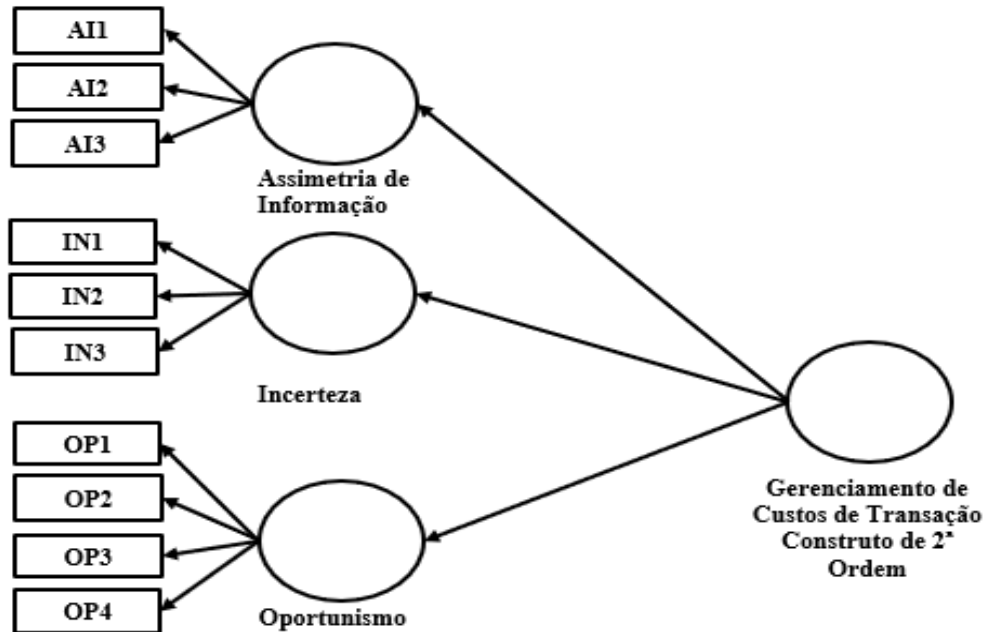 AI1
AI2
AI3
Assimetria de
Informação
IN1
IN2
IN3
Incerteza
OP1
OP2
OP3
OP4
Oportunismo
Gerenciamento de
Custos de Transação
Construto de 2ª
Ordem